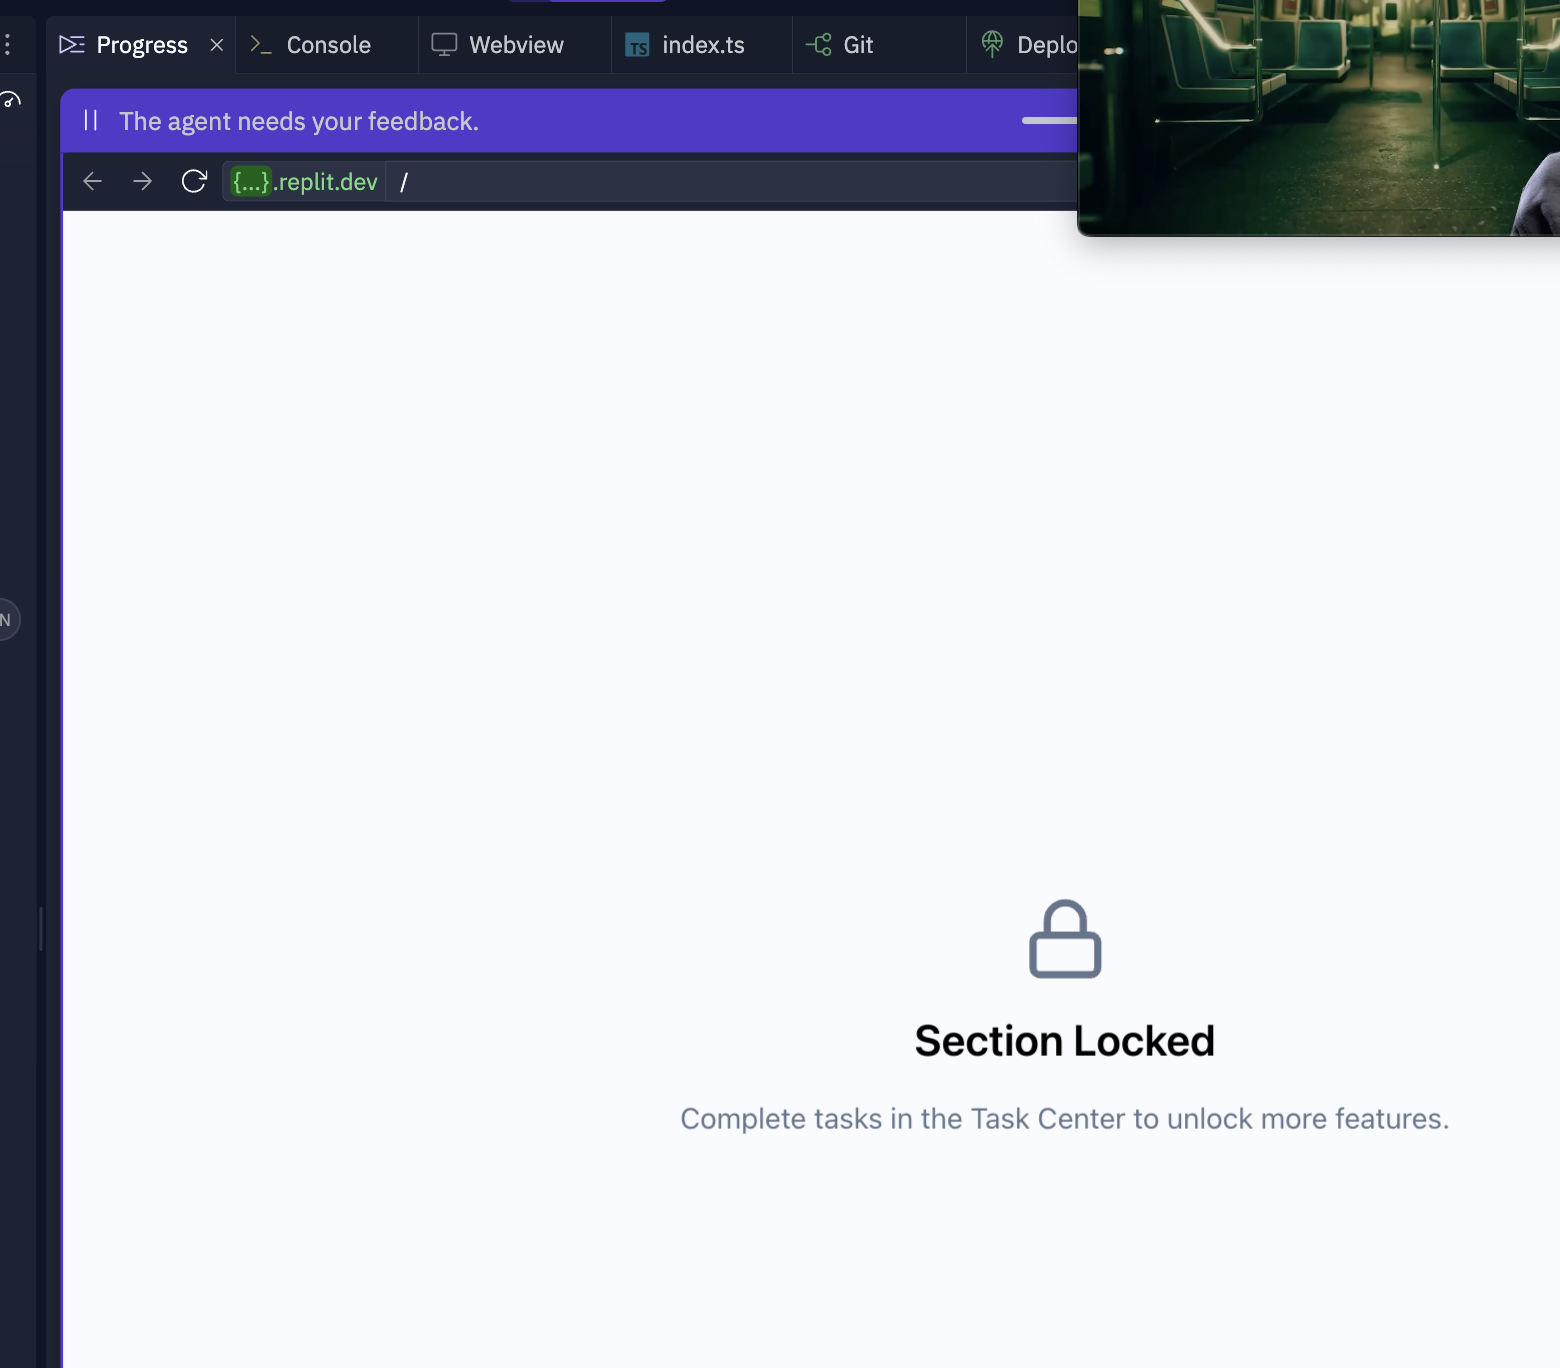 Progress
Console
Webview
TS
index.ts
Git
Deplo
The agent needs your feedback.
{...}.replit.dev
/
N
Section Locked
Complete tasks in the Task Center to unlock more features.